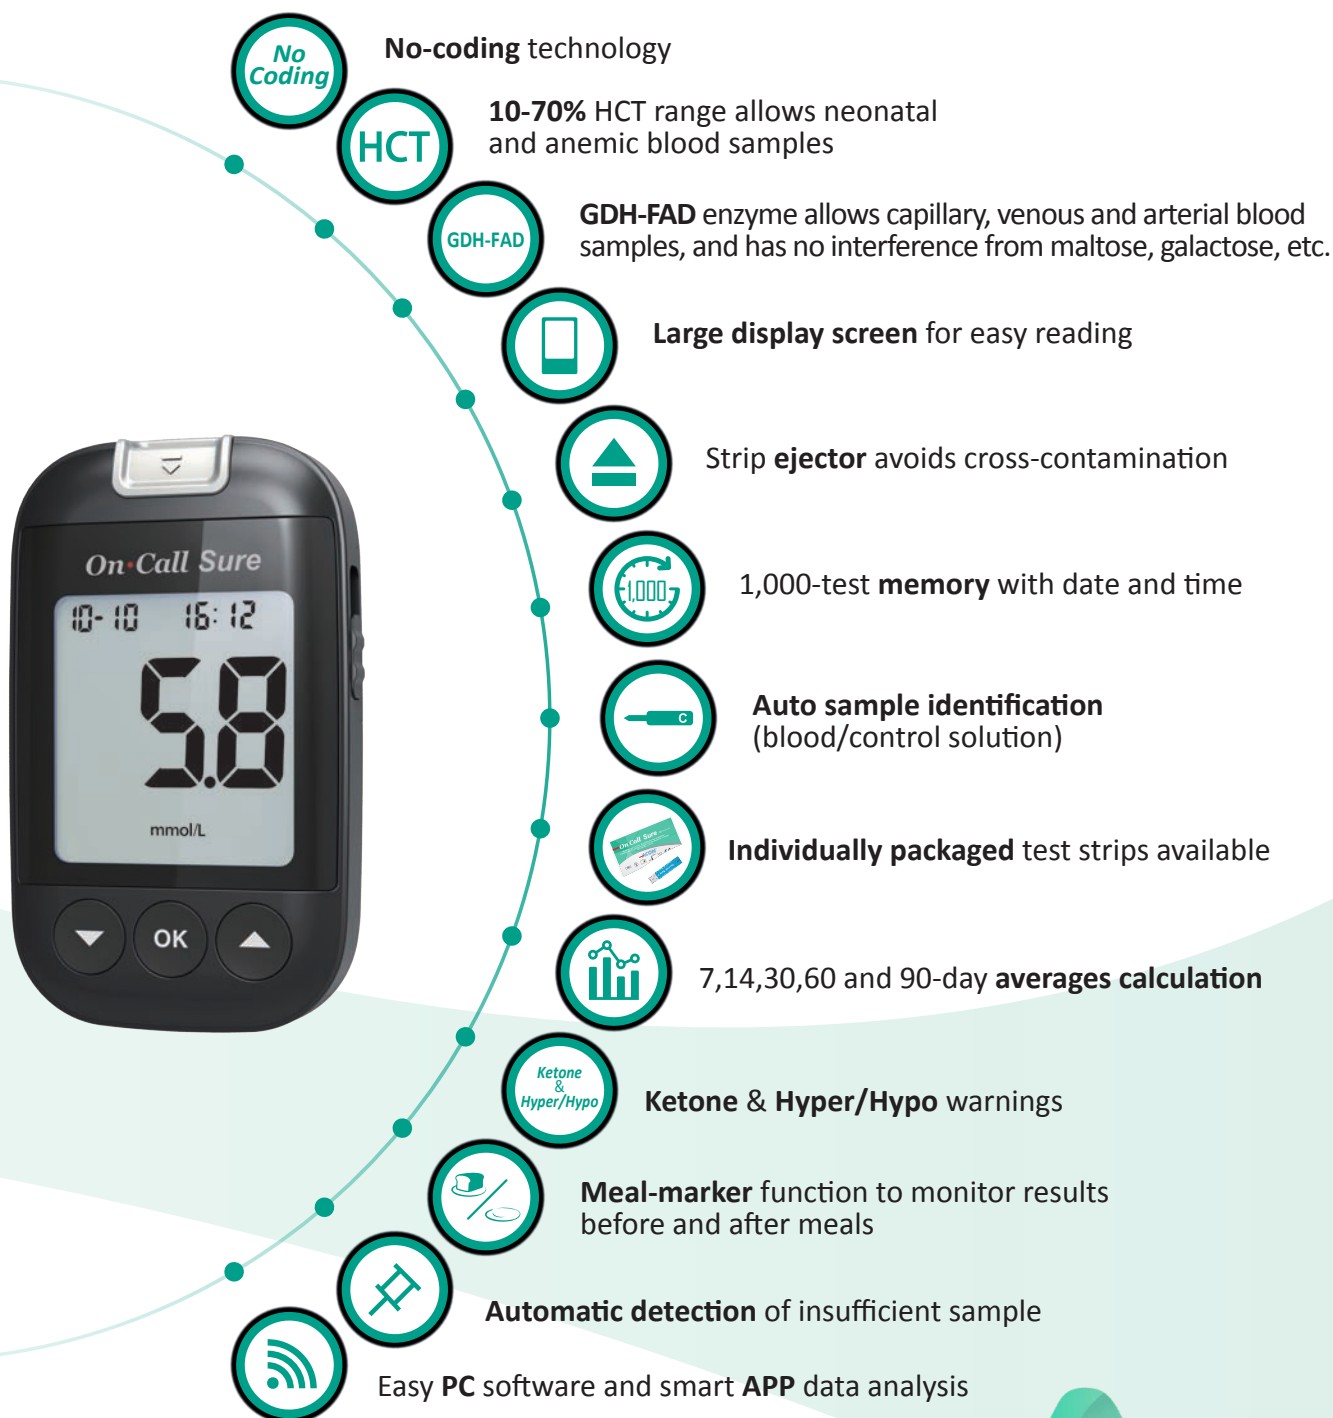 No
Coding
No-coding technology
HCT
10-70% HCT range allows neonatal
and anemic blood samples
GDH-FAD
GDH-FAD enzyme allows capillary, venous and arterial blood
samples, and has no interference from maltose, galactose, etc.
Large display screen for easy reading
Strip ejector avoids cross-contamination
On•Call Sure
10-10 16:12
5.8
mmol/L
OK
1,000
1,000-test memory with date and time
C
Auto sample identification
(blood/control solution)
On Call Sure
Individually packaged test strips available
7,14,30,60 and 90-day averages calculation
Ketone
&
Hyper/Hypo
Ketone & Hyper/Hypo warnings
Meal-marker function to monitor results
before and after meals
Automatic detection of insufficient sample
Easy PC software and smart APP data analysis